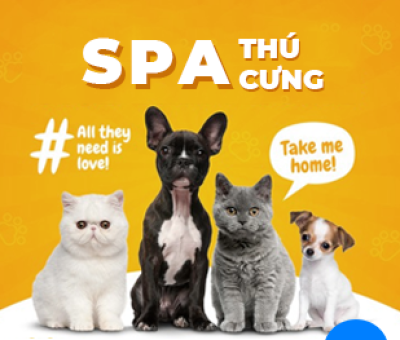 SPA THÚ
CƯNG
# All they
need is
love!
Take me
home!